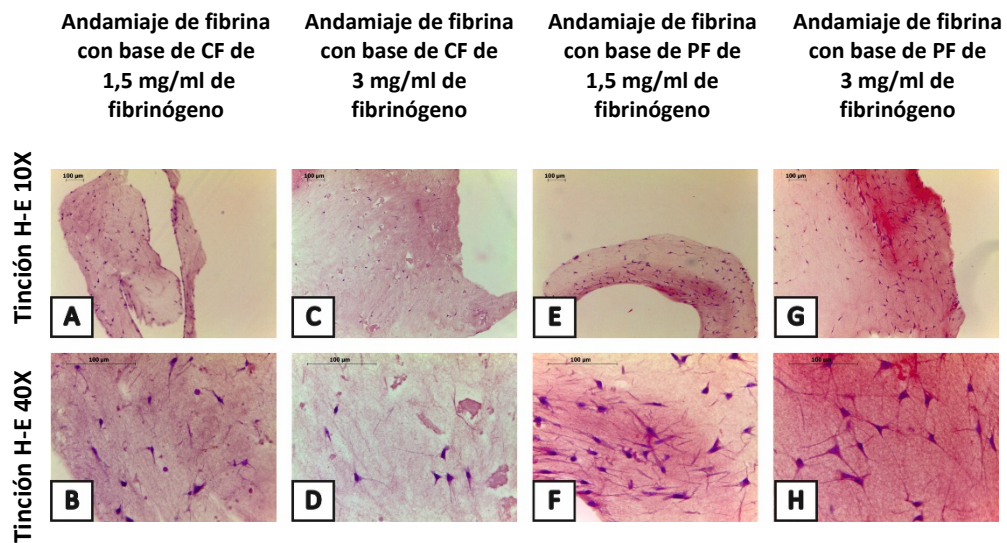 Andamiaje de fibrina
con base de CF de
1,5 mg/ml de
fibrinógeno
Andamiaje de fibrina
con base de CF de
3 mg/ml de
fibrinógeno
Andamiaje de fibrina
con base de PF de
1,5 mg/ml de
fibrinógeno
Andamiaje de fibrina
con base de PF de
3 mg/ml de
fibrinógeno
Tinción H-E 10X
100 µm
A
100 µm
C
100 µm
E
100 µm
G
Tinción H-E 40X
100 µm
B
100 µm
D
100 µm
F
100 µm
H